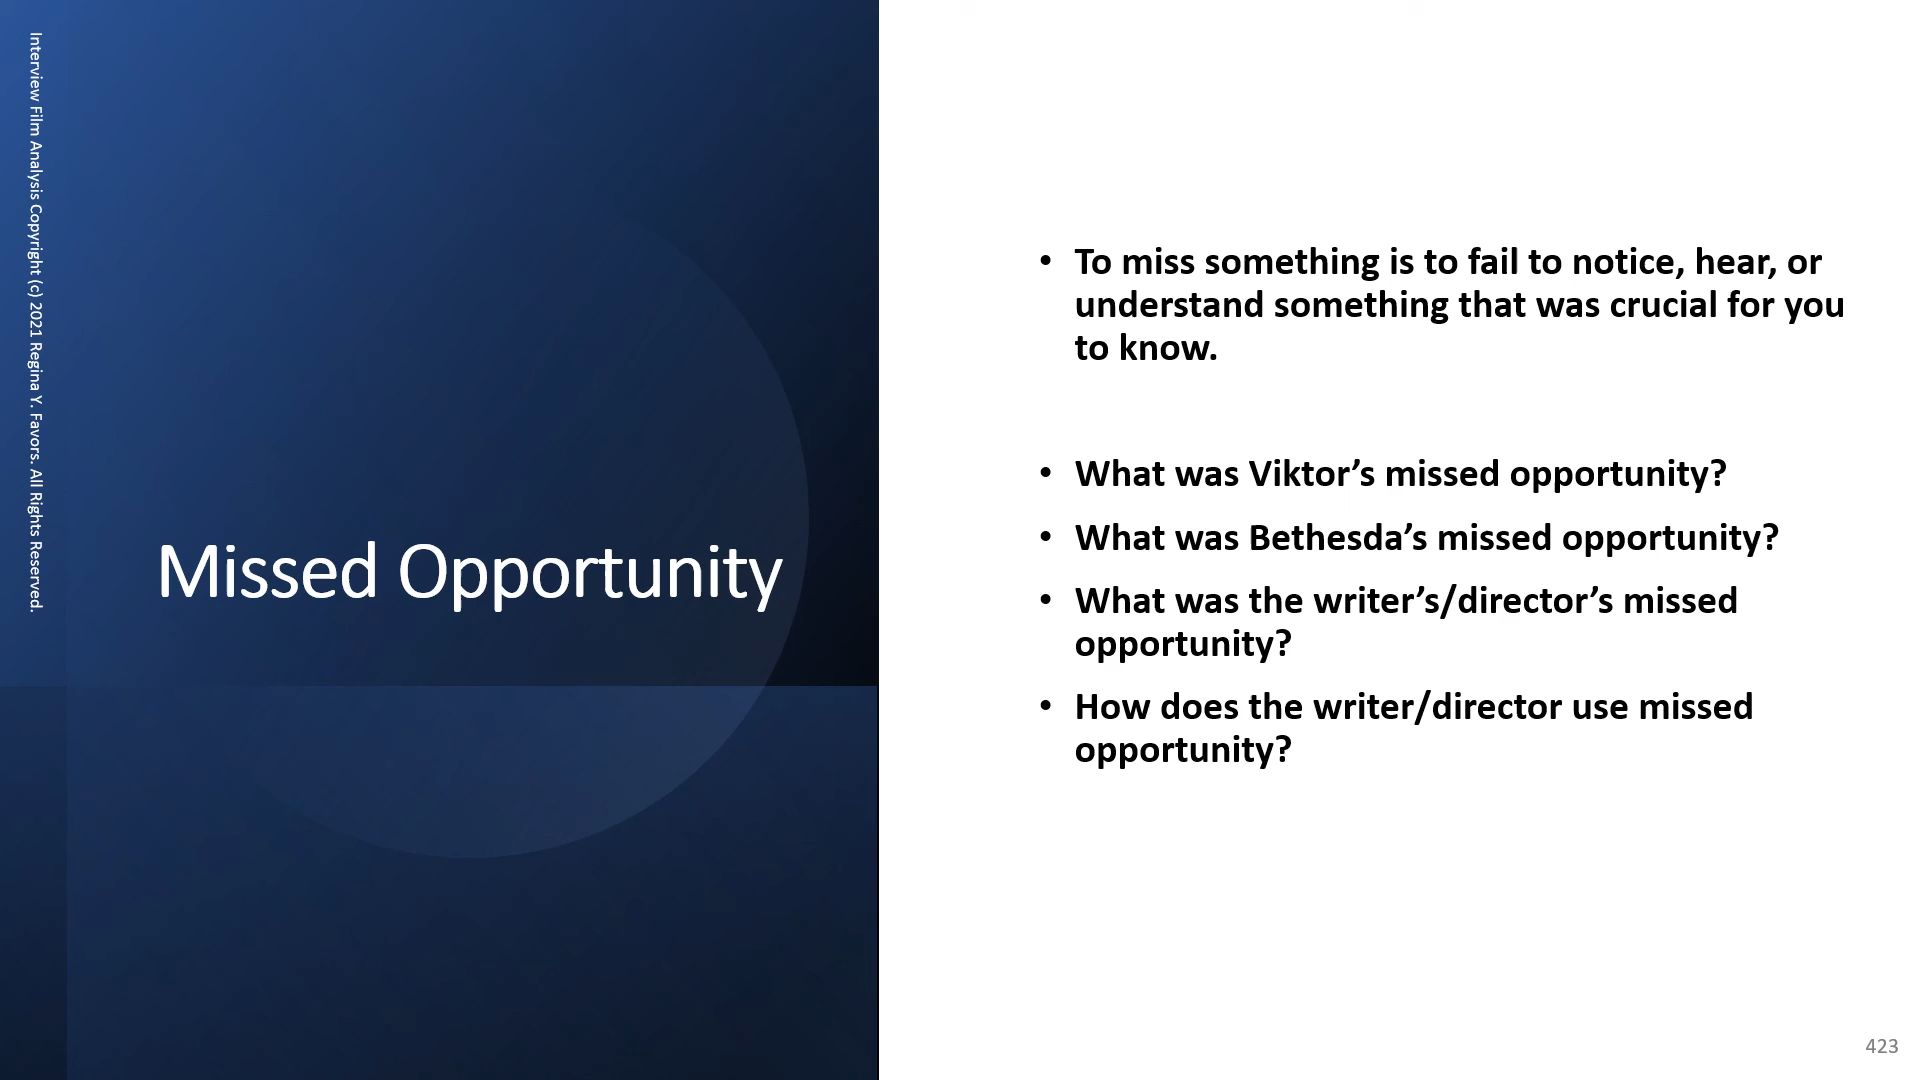 Interview Film Analysis Copyright (c) 2021 Regina Y. Favors. All Rights Reserved.
Missed Opportunity
• To miss something is to fail to notice, hear, or
understand something that was crucial for you
to know.
• What was Viktor’s missed opportunity?
• What was Bethesda’s missed opportunity?
• What was the writer’s/director’s missed
opportunity?
• How does the writer/director use missed
opportunity?
423